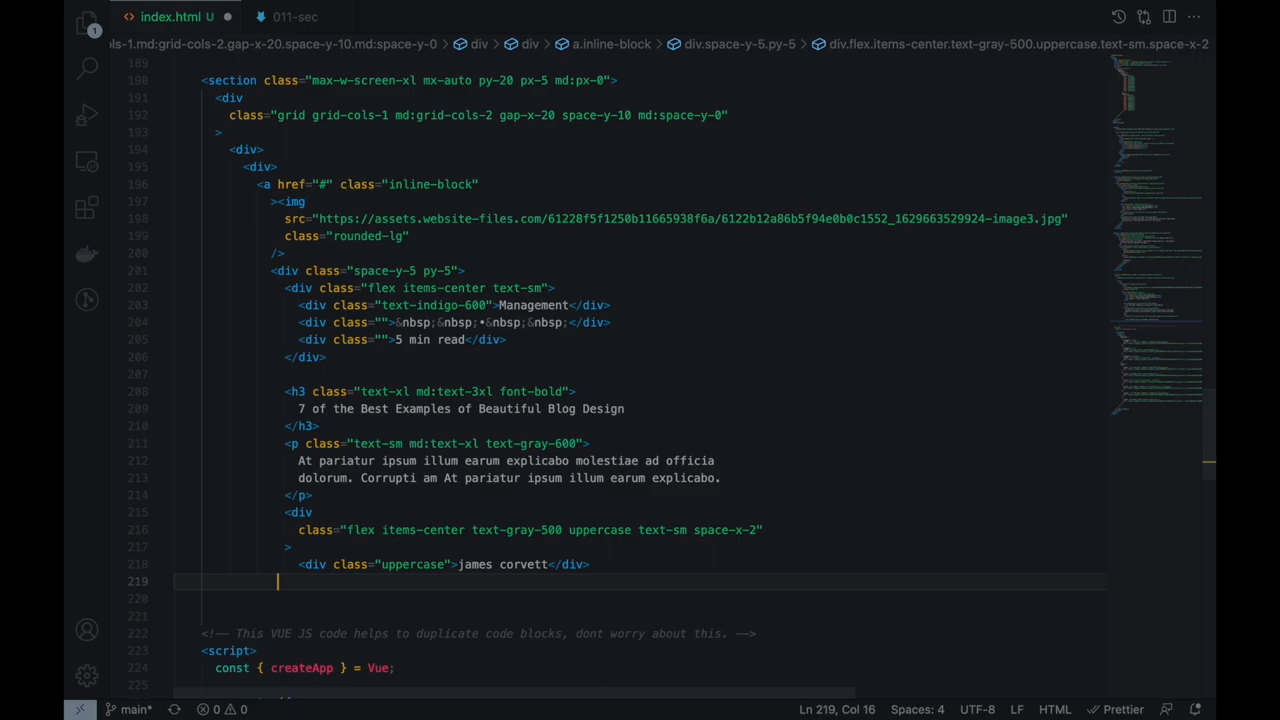 index.html U
011-sec
1
ols-1.md:grid-cols-2.gap-x-20.space-y-10.md:space-y-0 > div > div > a.inline-block > div.space-y-5.py-5 > div.flex.items-center.text-gray-500.uppercase.text-sm.space-x-2
189
190 <section class="max-w-screen-xl mx-auto py-20 px-5 md:px-0">
191 <div
192 class="grid grid-cols-1 md:grid-cols-2 gap-x-20 space-y-10 md:space-y-0"
193 >
194 <div>
195 <div>
196 <a href="#" class="inline-block"
197 ><img
198 src="https://assets.website-files.com/61228f5f1250b11665938f6a/6122b12a86b5f94e0b0c1552_1629663529924-image3.jpg"
199 class="rounded-lg"
200 />
201 <div class="space-y-5 py-5">
202 <div class="flex items-center text-sm">
203 <div class="text-indigo-600">Management</div>
204 <div class="">&nbsp;&nbsp;•&nbsp;&nbsp;</div>
205 <div class="">5 min read</div>
206 </div>
207
208 <h3 class="text-xl md:text-3xl font-bold">
209 7 of the Best Examples of Beautiful Blog Design
210 </h3>
211 <p class="text-sm md:text-xl text-gray-600">
212 At pariatur ipsum illum earum explicabo molestiae ad officia
213 dolorum. Corrupti am At pariatur ipsum illum earum explicabo.
214 </p>
215 <div
216 class="flex items-center text-gray-500 uppercase text-sm space-x-2"
217 >
218 <div class="uppercase">james corvett</div>
219
220
221
222 <!-- This VUE JS code helps to duplicate code blocks, dont worry about this. -->
223 <script>
224 const { createApp } = Vue;
225
main* 0 0 Ln 219, Col 16 Spaces: 4 UTF-8 LF HTML Prettier